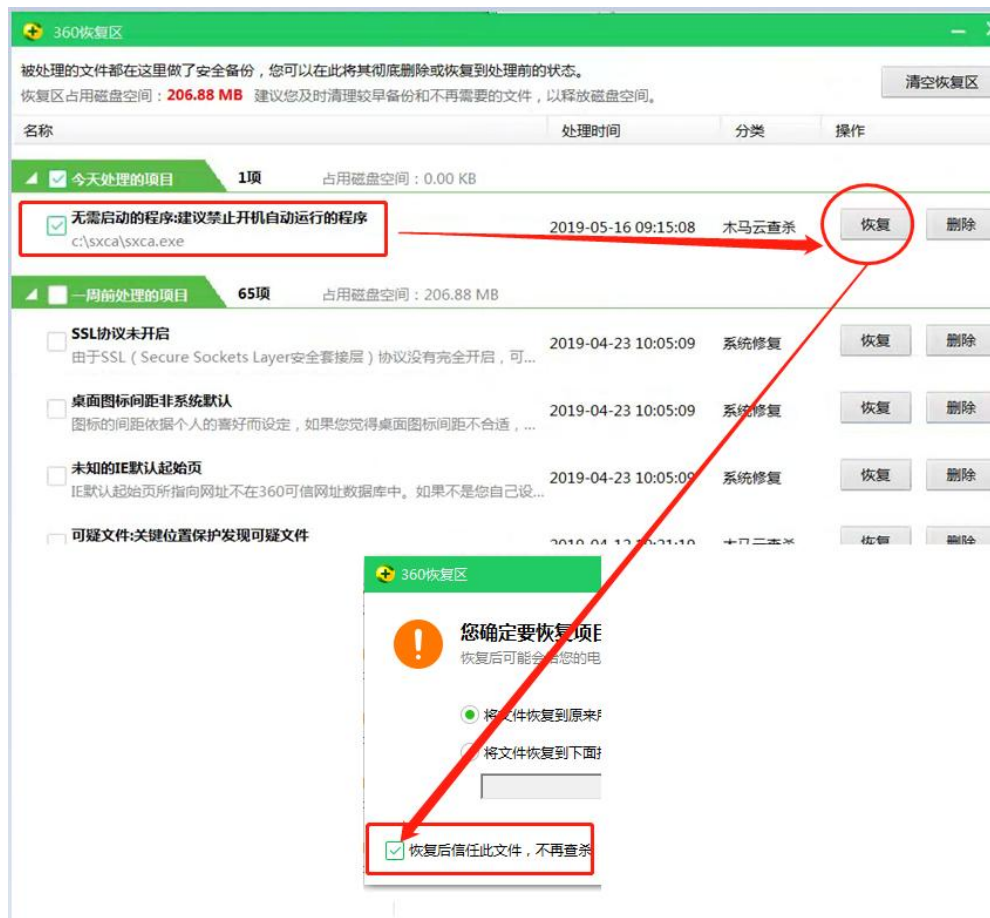 360恢复区
被处理的文件都在这里做了安全备份，您可以在此将其彻底删除或恢复到处理前的状态。
恢复区占用磁盘空间：206.88 MB 建议您及时清理较早备份和不再需要的文件，以释放磁盘空间。
清空恢复区
名称 处理时间 分类 操作
今天处理的项目 1项 占用磁盘空间：0.00 KB
无需启动的程序:建议禁止开机自动运行的程序
c:\sxca\sxca.exe
2019-05-16 09:15:08 木马云查杀 恢复 删除
一周前处理的项目 65项 占用磁盘空间：206.88 MB
SSL协议未开启
由于SSL（Secure Sockets Layer安全套接层）协议没有完全开启，可...
2019-04-23 10:05:09 系统修复 恢复 删除
桌面图标间距非系统默认
图标的间距依据个人的喜好而设定，如果您觉得桌面图标间距不合适，...
2019-04-23 10:05:09 系统修复 恢复 删除
未知的IE默认起始页
IE默认起始页所指向网址不在360可信网址数据库中。如果不是您自己设...
2019-04-23 10:05:09 系统修复 恢复 删除
可疑文件:关键位置保护发现可疑文件
360恢复区
您确定要恢复项目
恢复后可能会给您的电
将文件恢复到原来
将文件恢复到下面
恢复后信任此文件，不再查杀